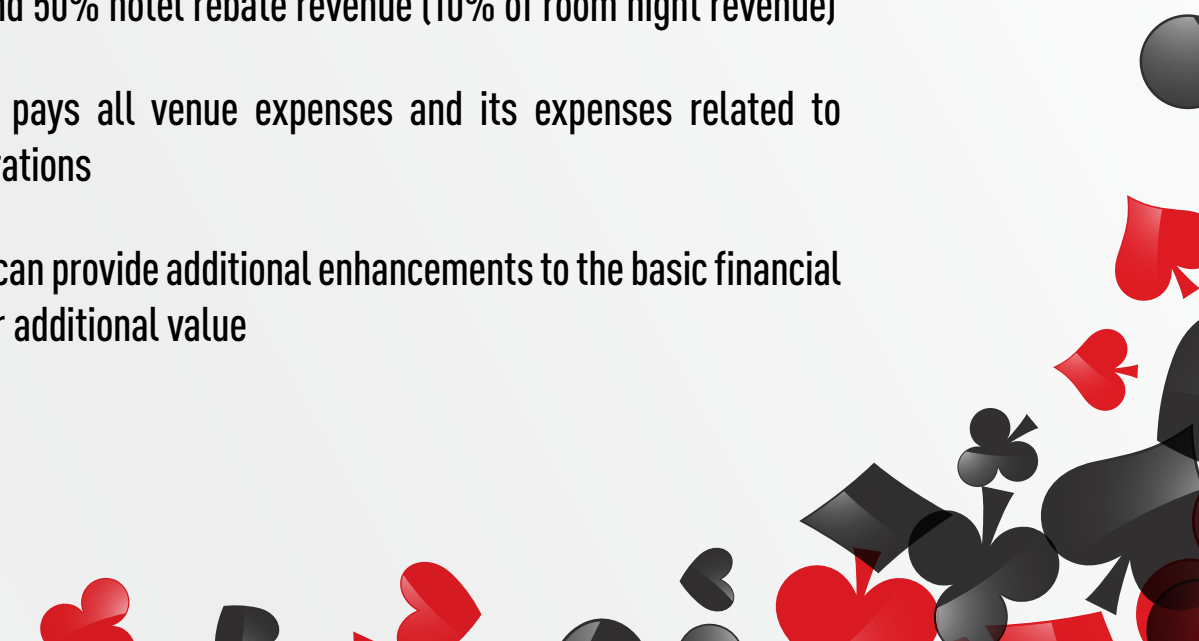 nd 50% hotel rebate revenue (10% of room night revenue)
pays all venue expenses and its expenses related to
rations
can provide additional enhancements to the basic financial
r additional value